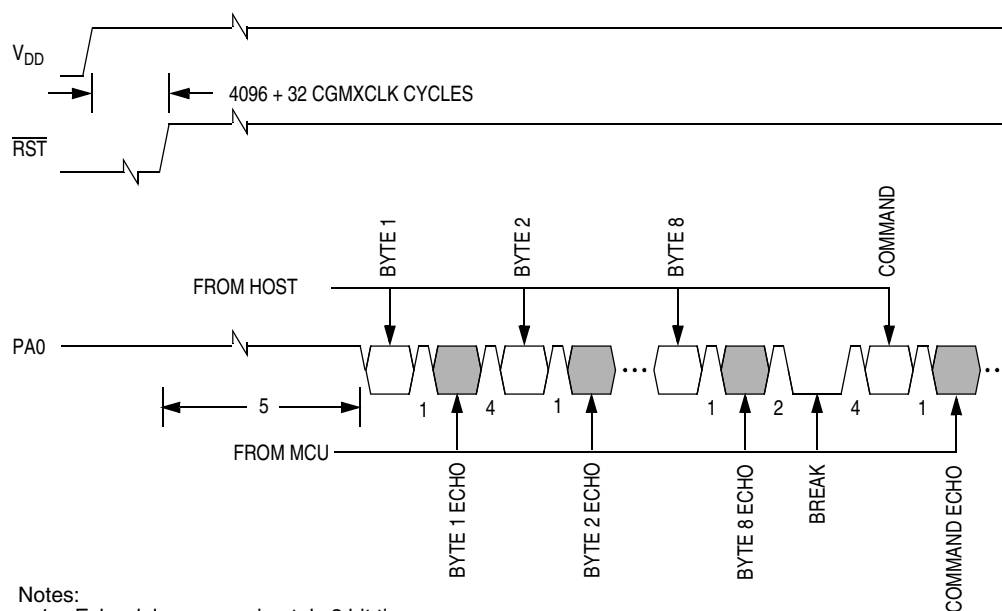 VDD
4096 + 32 CGMXCLK CYCLES
RST
BYTE 1
BYTE 2
BYTE 8
COMMAND
FROM HOST
PA0
5
1
4
1
1
2
4
1
FROM MCU
BYTE 1 ECHO
BYTE 2 ECHO
BYTE 8 ECHO
BREAK
COMMAND ECHO
Notes: